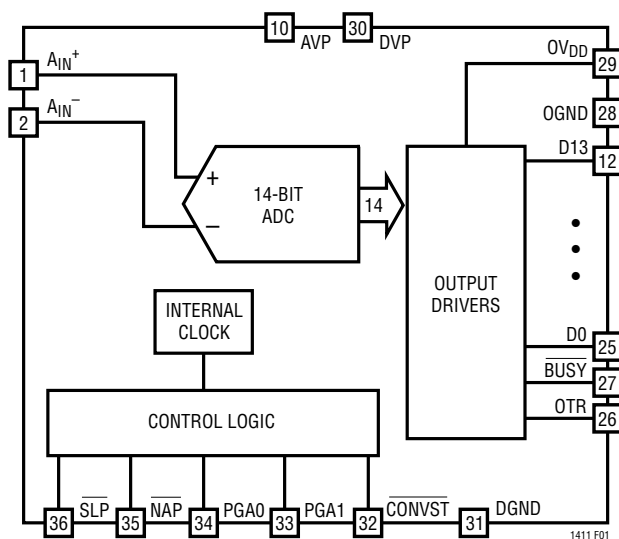 10 AVP 30 DVP
1 AIN+
2 AIN−
OVDD 29
OGND 28
D13 12
+
−
14-BIT
ADC
14
OUTPUT
DRIVERS
INTERNAL
CLOCK
CONTROL LOGIC
D0 25
BUSY 27
OTR 26
36 SLP 35 NAP 34 PGA0 33 PGA1 32 CONVST 31 DGND
1411 F01